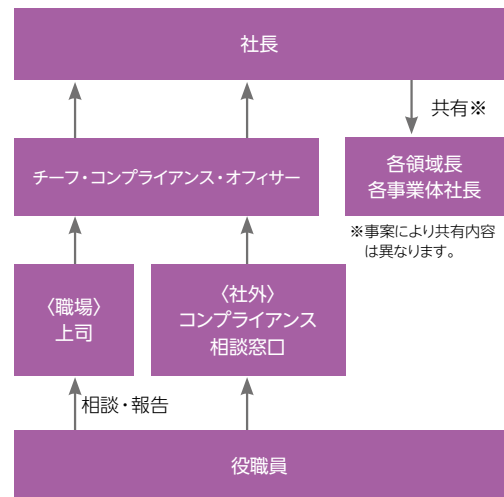 社長
共有※
チーフ・コンプライアンス・オフィサー
各領域長
各事業体社長
※事案により共有内容
は異なります。
〈職場〉
上司
〈社外〉
コンプライアンス
相談窓口
相談・報告
役職員